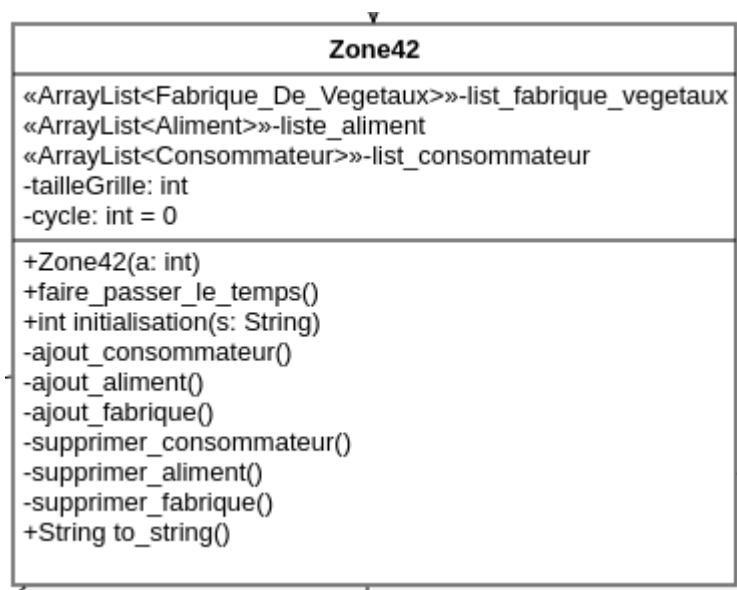 Zone42
«ArrayList<Fabrique_De_Vegetaux>»-list_fabrique_vegetaux
«ArrayList<Aliment>»-liste_aliment
«ArrayList<Consommateur>»-list_consommateur
-tailleGrille: int
-cycle: int = 0
+Zone42(a: int)
+faire_passer_le_temps()
+int initialisation(s: String)
-ajout_consommateur()
-ajout_aliment()
-ajout_fabrique()
-supprimer_consommateur()
-supprimer_aliment()
-supprimer_fabrique()
+String to_string()